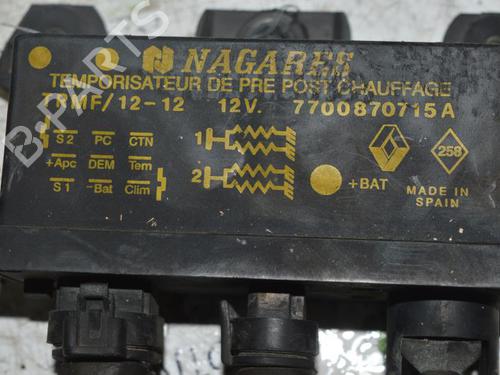 NAGARES
TEMPORISATEUR DE PRE POST CHAUFFAGE
TPMF/12-12 12V. 7700870715A
S2 PC CTN
+Apc DEM Tem
S1 -Bat Clim
1
2
+BAT
258
MADE IN
SPAIN
B-PARTS